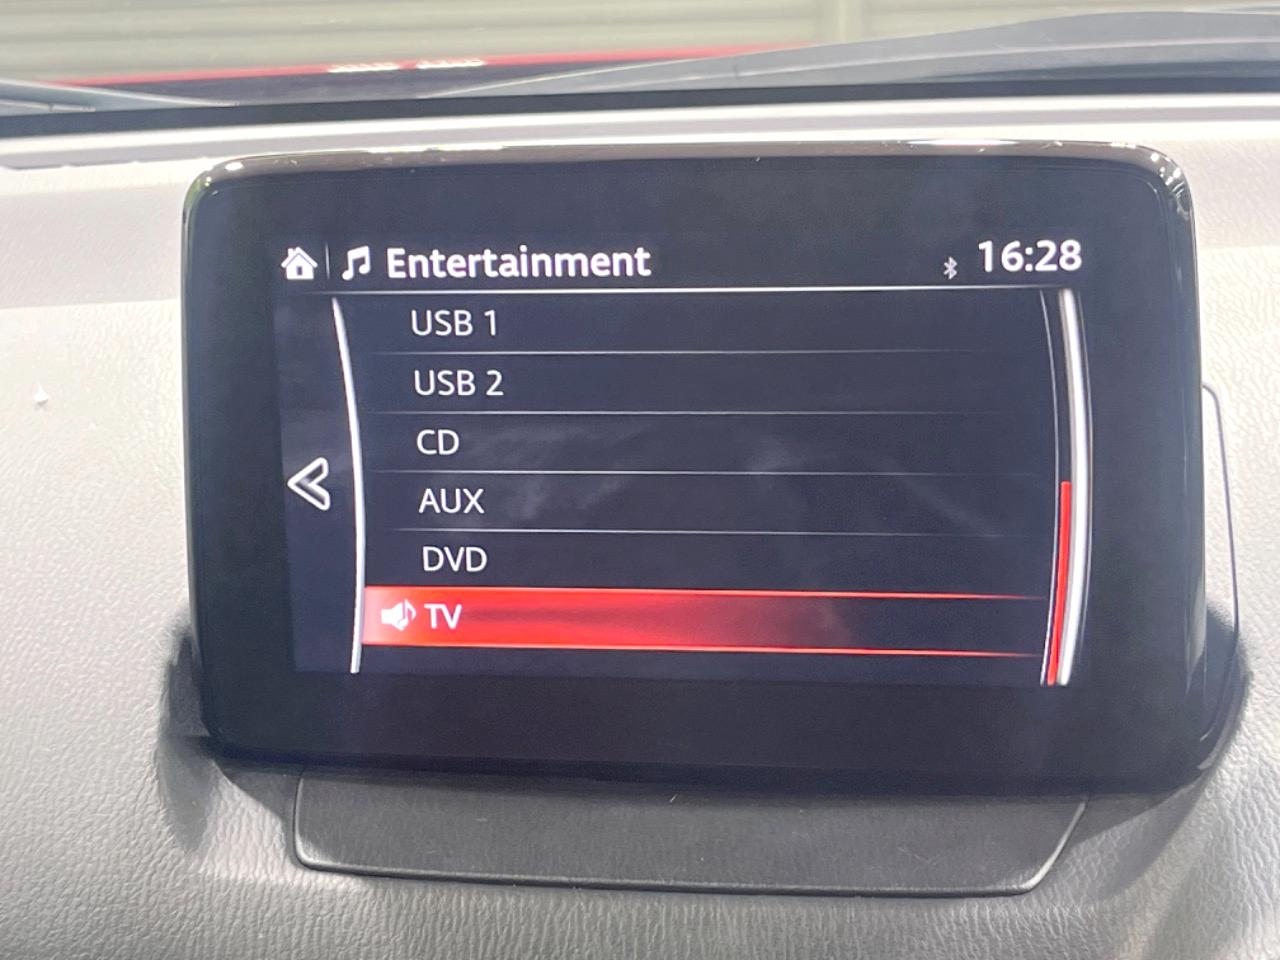 Entertainment 16:28
USB 1
USB 2
CD
AUX
DVD
TV